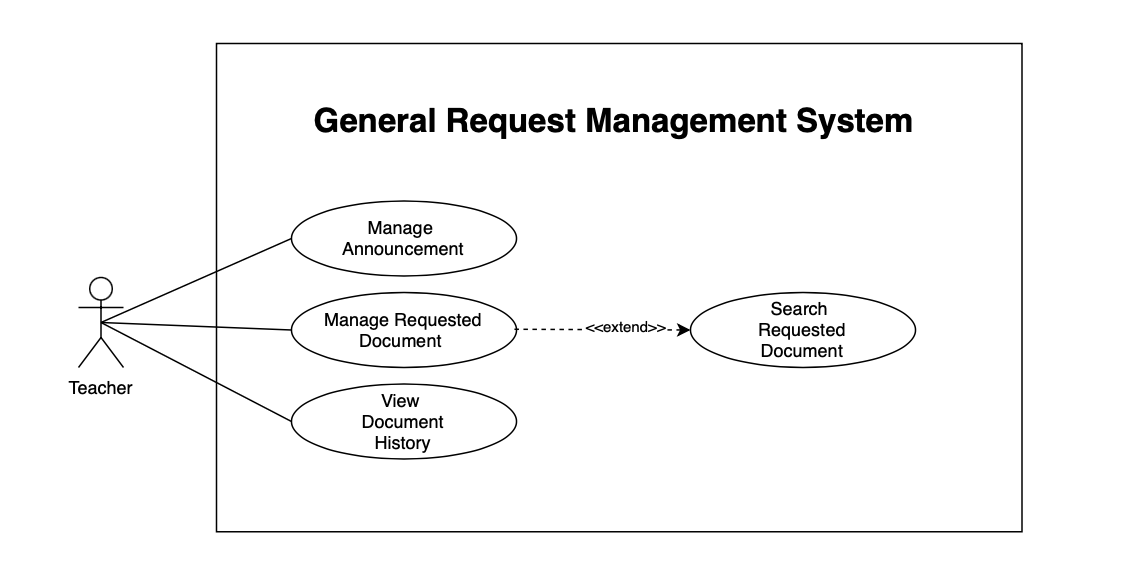 General Request Management System
Manage
Announcement
Manage Requested
Document
<<extend>>
Search
Requested
Document
View
Document
History
Teacher